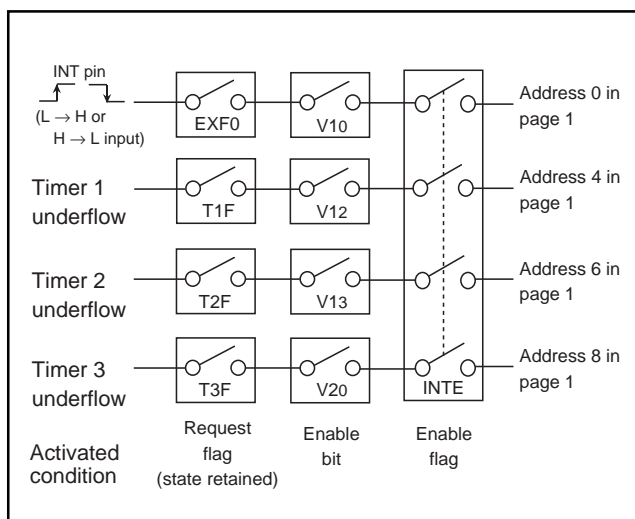 INT pin
(L → H or
H → L input)
EXF0
V10
Address 0 in
page 1
Timer 1
underflow
T1F
V12
Address 4 in
page 1
Timer 2
underflow
T2F
V13
Address 6 in
page 1
Timer 3
underflow
T3F
V20
INTE
Address 8 in
page 1
Activated
condition
Request
flag
(state retained)
Enable
bit
Enable
flag